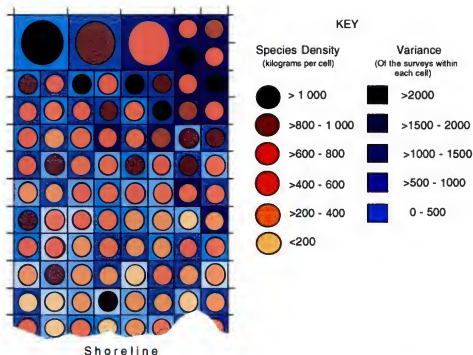 KEY
Species Density
(kilograms per cell)
> 1 000
>800 - 1 000
>600 - 800
>400 - 600
>200 - 400
<200
Variance
(Of the surveys within
each cell)
>2000
>1500 - 2000
>1000 - 1500
>500 - 1000
0 - 500
Shoreline